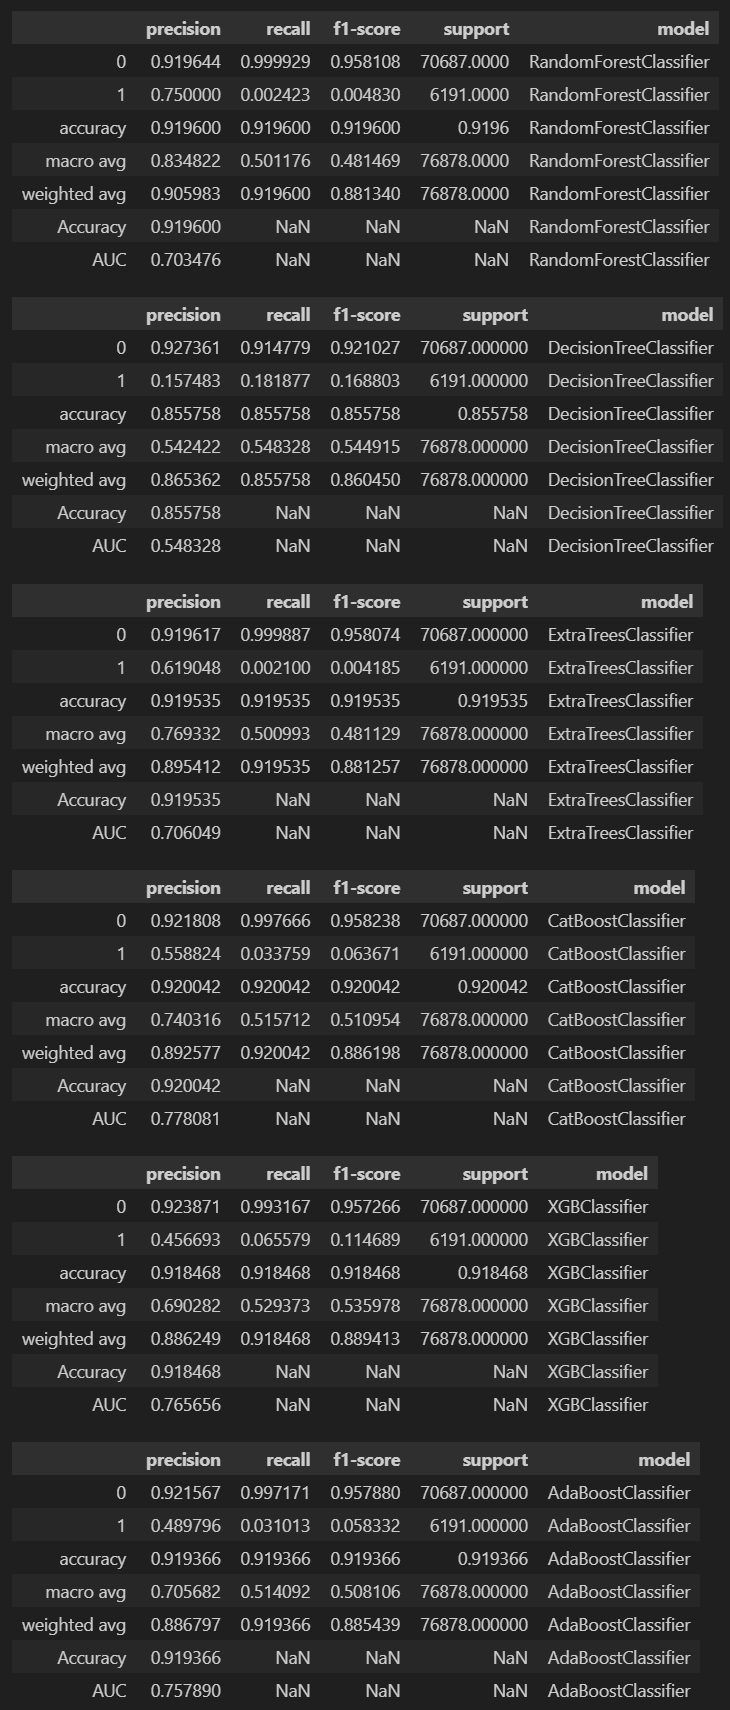 precision recall f1-score support model
0 0.919644 0.999929 0.958108 70687.0000 RandomForestClassifier
1 0.750000 0.002423 0.004830 6191.0000 RandomForestClassifier
accuracy 0.919600 0.919600 0.919600 0.9196 RandomForestClassifier
macro avg 0.834822 0.501176 0.481469 76878.0000 RandomForestClassifier
weighted avg 0.905983 0.919600 0.881340 76878.0000 RandomForestClassifier
Accuracy 0.919600 NaN NaN NaN RandomForestClassifier
AUC 0.703476 NaN NaN NaN RandomForestClassifier
precision recall f1-score support model
0 0.927361 0.914779 0.921027 70687.000000 DecisionTreeClassifier
1 0.157483 0.181877 0.168803 6191.000000 DecisionTreeClassifier
accuracy 0.855758 0.855758 0.855758 0.855758 DecisionTreeClassifier
macro avg 0.542422 0.548328 0.544915 76878.000000 DecisionTreeClassifier
weighted avg 0.865362 0.855758 0.860450 76878.000000 DecisionTreeClassifier
Accuracy 0.855758 NaN NaN NaN DecisionTreeClassifier
AUC 0.548328 NaN NaN NaN DecisionTreeClassifier
precision recall f1-score support model
0 0.919617 0.999887 0.958074 70687.000000 ExtraTreesClassifier
1 0.619048 0.002100 0.004185 6191.000000 ExtraTreesClassifier
accuracy 0.919535 0.919535 0.919535 0.919535 ExtraTreesClassifier
macro avg 0.769332 0.500993 0.481129 76878.000000 ExtraTreesClassifier
weighted avg 0.895412 0.919535 0.881257 76878.000000 ExtraTreesClassifier
Accuracy 0.919535 NaN NaN NaN ExtraTreesClassifier
AUC 0.706049 NaN NaN NaN ExtraTreesClassifier
precision recall f1-score support model
0 0.921808 0.997666 0.958238 70687.000000 CatBoostClassifier
1 0.558824 0.033759 0.063671 6191.000000 CatBoostClassifier
accuracy 0.920042 0.920042 0.920042 0.920042 CatBoostClassifier
macro avg 0.740316 0.515712 0.510954 76878.000000 CatBoostClassifier
weighted avg 0.892577 0.920042 0.886198 76878.000000 CatBoostClassifier
Accuracy 0.920042 NaN NaN NaN CatBoostClassifier
AUC 0.778081 NaN NaN NaN CatBoostClassifier
precision recall f1-score support model
0 0.923871 0.993167 0.957266 70687.000000 XGBClassifier
1 0.456693 0.065579 0.114689 6191.000000 XGBClassifier
accuracy 0.918468 0.918468 0.918468 0.918468 XGBClassifier
macro avg 0.690282 0.529373 0.535978 76878.000000 XGBClassifier
weighted avg 0.886249 0.918468 0.889413 76878.000000 XGBClassifier
Accuracy 0.918468 NaN NaN NaN XGBClassifier
AUC 0.765656 NaN NaN NaN XGBClassifier
precision recall f1-score support model
0 0.921567 0.997171 0.957880 70687.000000 AdaBoostClassifier
1 0.489796 0.031013 0.058332 6191.000000 AdaBoostClassifier
accuracy 0.919366 0.919366 0.919366 0.919366 AdaBoostClassifier
macro avg 0.705682 0.514092 0.508106 76878.000000 AdaBoostClassifier
weighted avg 0.886797 0.919366 0.885439 76878.000000 AdaBoostClassifier
Accuracy 0.919366 NaN NaN NaN AdaBoostClassifier
AUC 0.757890 NaN NaN NaN AdaBoostClassifier